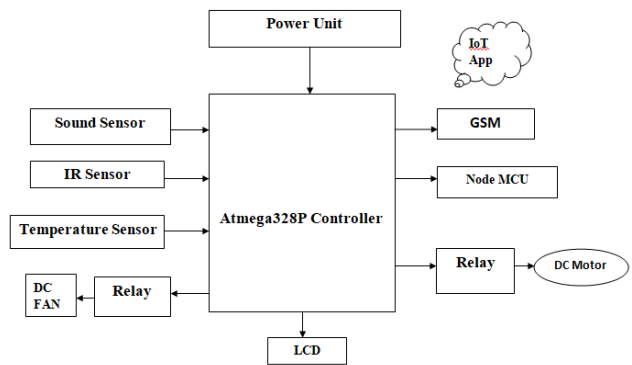 Power Unit
IoT
App
Sound Sensor
GSM
IR Sensor
Node MCU
Atmega328P Controller
Temperature Sensor
Relay
DC Motor
DC
FAN
Relay
LCD